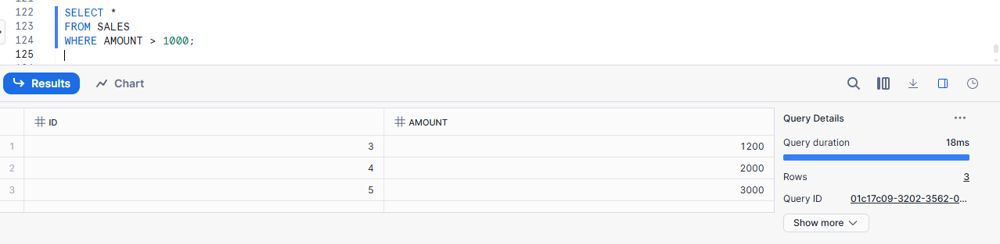 122 SELECT *
123 FROM SALES
124 WHERE AMOUNT > 1000;
125
Results Chart
ID AMOUNT Query Details
Query duration 18ms
1 3 1200
2 4 2000
3 5 3000
Rows 3
Query ID 01c17c09-3202-3562-0...
Show more